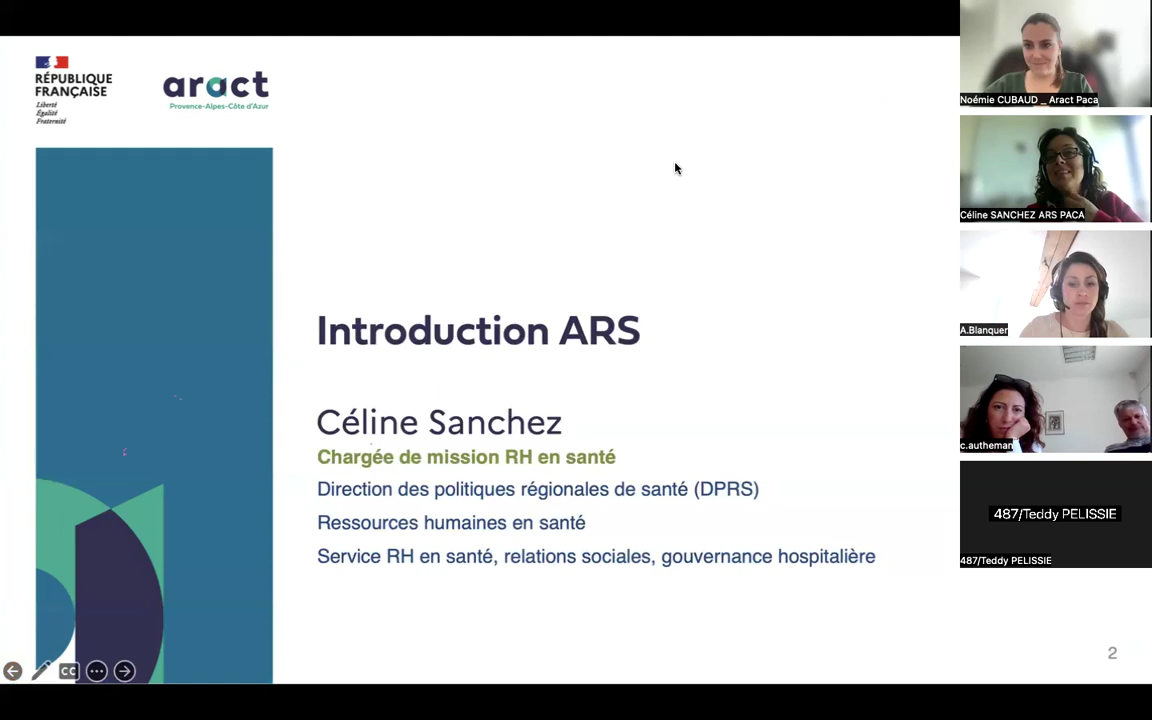 RÉPUBLIQUE
FRANÇAISE
Liberté
Égalité
Fraternité
aract
Provence-Alpes-Côte d'Azur
Introduction ARS
Céline Sanchez
Chargée de mission RH en santé
Direction des politiques régionales de santé (DPRS)
Ressources humaines en santé
Service RH en santé, relations sociales, gouvernance hospitalière
2
CC
Noémie CUBAUD _ Aract Paca
Céline SANCHEZ ARS PACA
A.Blanquer
c.autheman
487/Teddy PELISSIE
487/Teddy PELISSIE